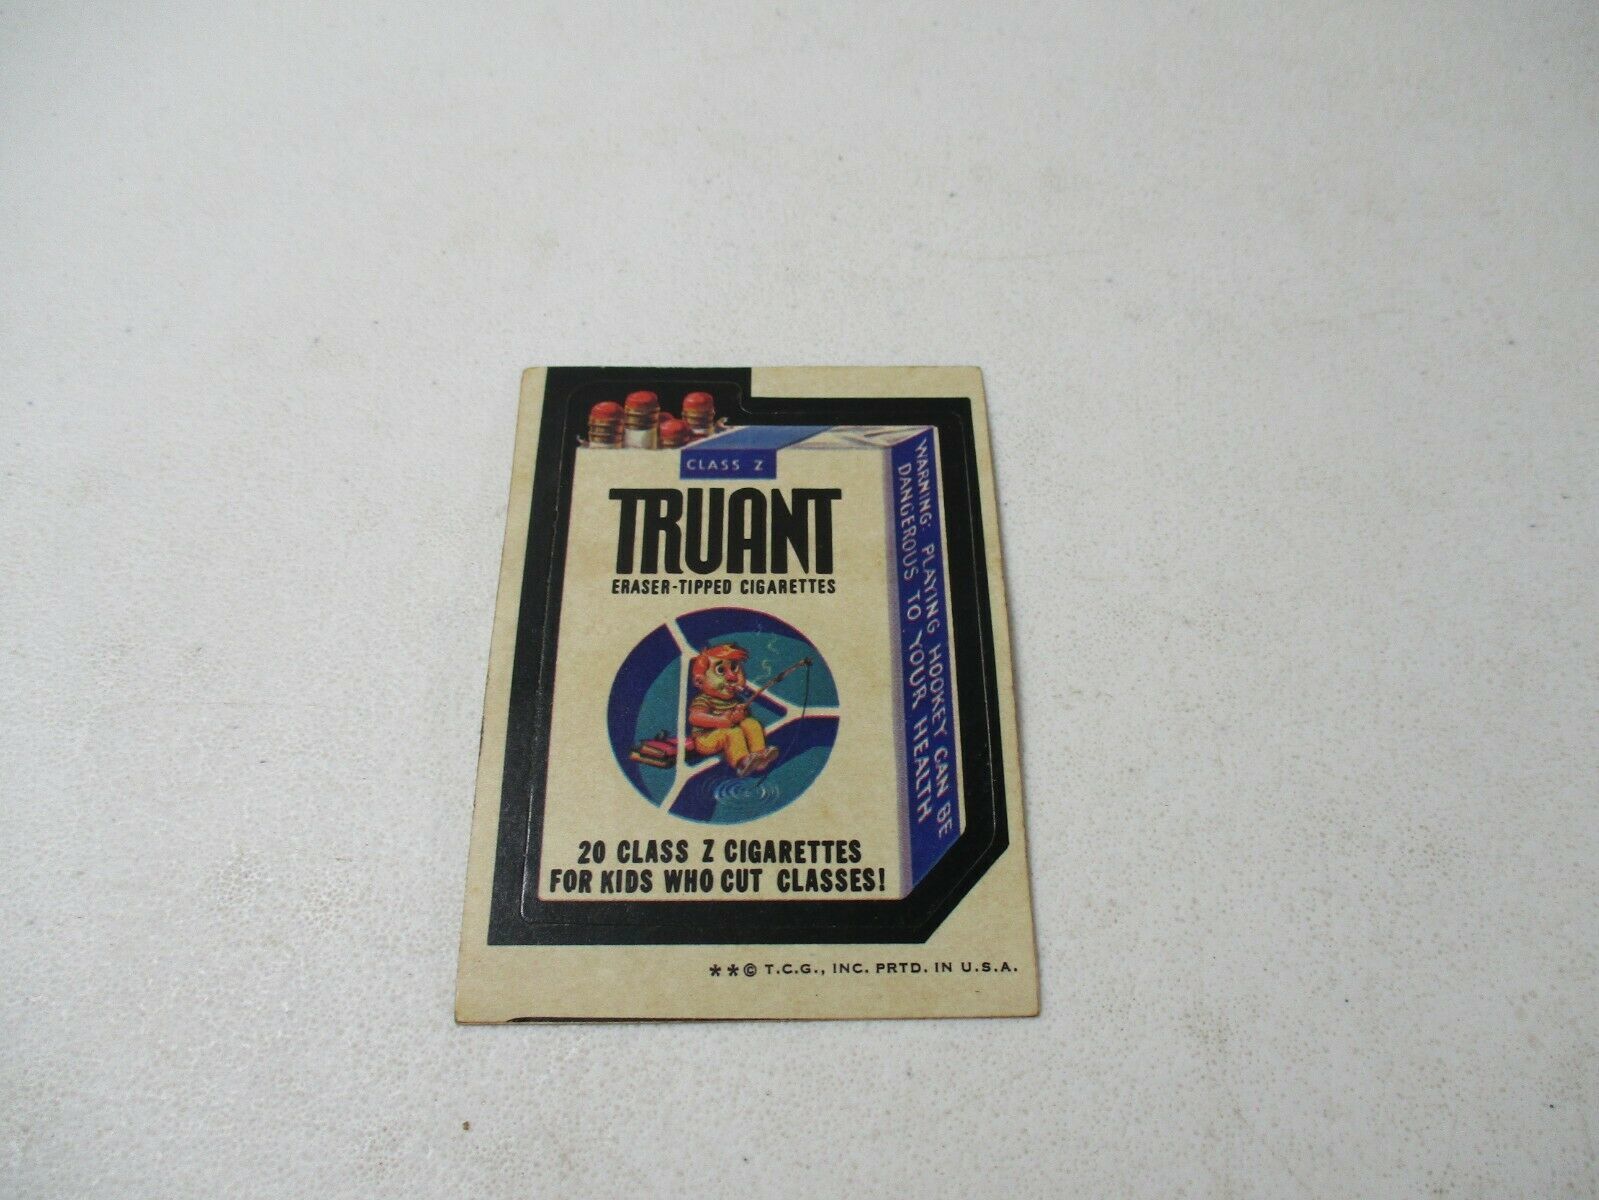 CLASS Z
TRUANT
ERASER-TIPPED CIGARETTES
20 CLASS Z CIGARETTES
FOR KIDS WHO CUT CLASSES!
WARNING: PLAYING HOOKEY CAN BE
DANGEROUS TO YOUR HEALTH
**© T.C.G., INC. PRTD. IN U.S.A.